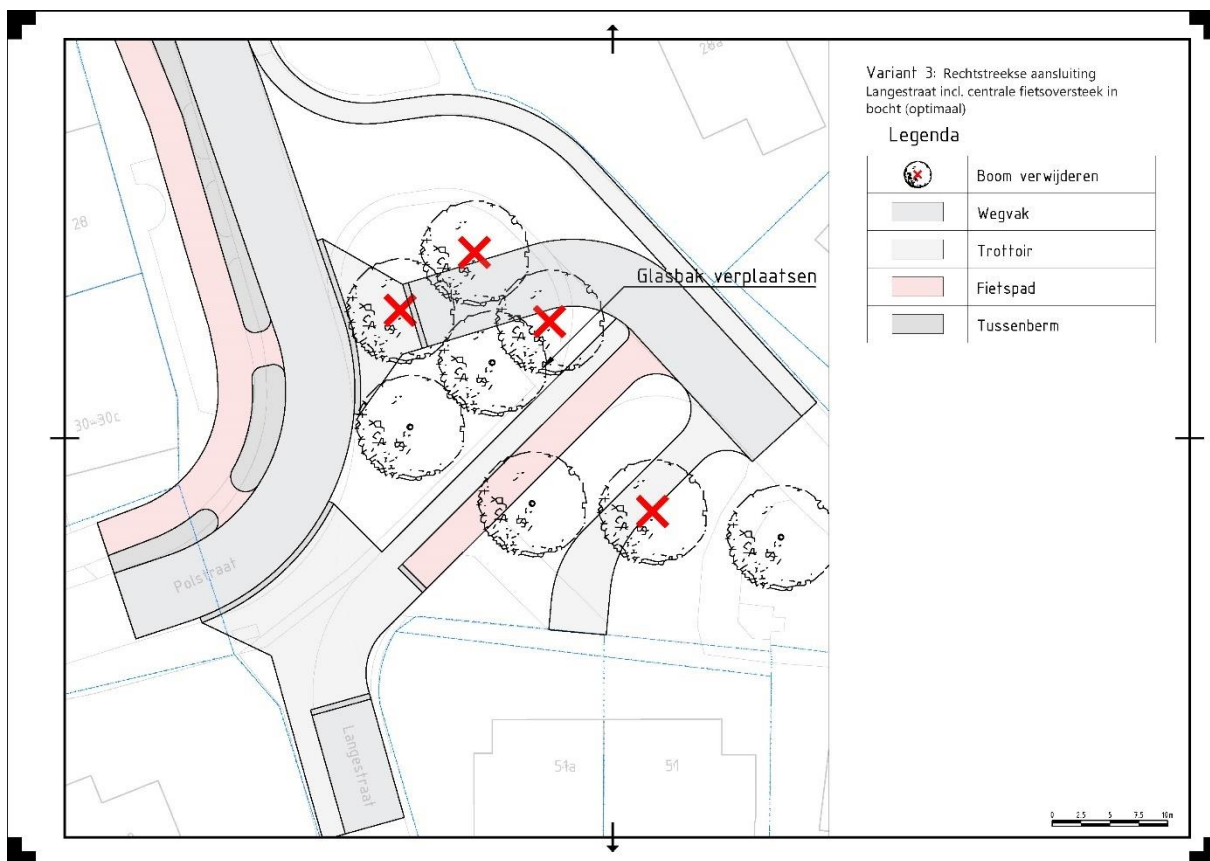 Variant 3: Rechtstreekse aansluiting
Langestraat incl. centrale fietsoversteek in
bocht (optimaal)
Legenda
Boom verwijderen
Wegvak
Trottoir
Fietspad
Tussenberm
28a
28
Glasbak verplaatsen
30-30c
Polstraat
Langestraat
51a
51
0 2.5 5 7.5 10m